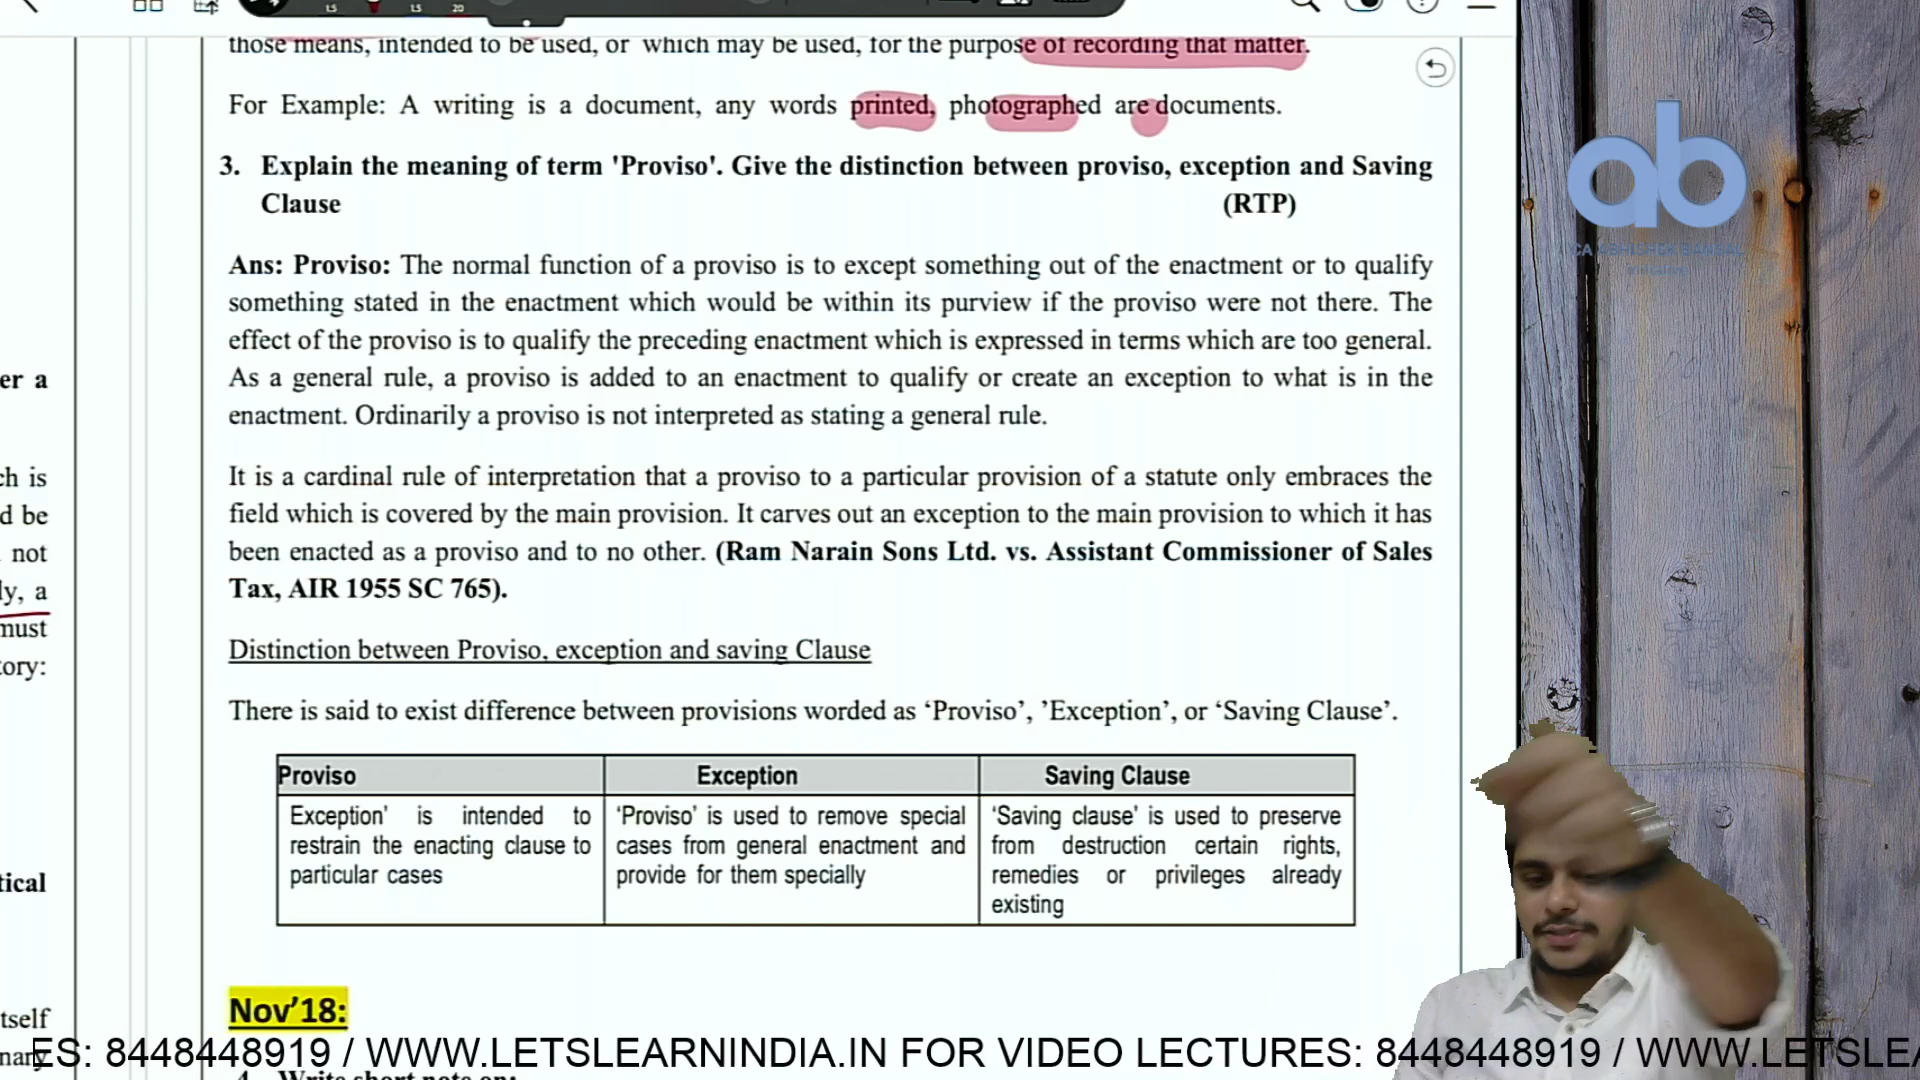 those means, intended to be used, or which may be used, for the purpose of recording that matter.
For Example: A writing is a document, any words printed, photographed are documents.
3. Explain the meaning of term 'Proviso'. Give the distinction between proviso, exception and Saving
Clause (RTP)
Ans: Proviso: The normal function of a proviso is to except something out of the enactment or to qualify
something stated in the enactment which would be within its purview if the proviso were not there. The
effect of the proviso is to qualify the preceding enactment which is expressed in terms which are too general.
As a general rule, a proviso is added to an enactment to qualify or create an exception to what is in the
enactment. Ordinarily a proviso is not interpreted as stating a general rule.
It is a cardinal rule of interpretation that a proviso to a particular provision of a statute only embraces the
field which is covered by the main provision. It carves out an exception to the main provision to which it has
been enacted as a proviso and to no other. (Ram Narain Sons Ltd. vs. Assistant Commissioner of Sales
Tax, AIR 1955 SC 765).
Distinction between Proviso, exception and saving Clause
There is said to exist difference between provisions worded as ‘Proviso’, ’Exception’, or ‘Saving Clause’.
Proviso Exception Saving Clause
Exception’ is intended to ‘Proviso’ is used to remove special ‘Saving clause’ is used to preserve
restrain the enacting clause to cases from general enactment and from destruction certain rights,
particular cases provide for them specially remedies or privileges already
existing
Nov’18:
4. Write short note on:
er a
ch is
d be
not
ly, a
must
ory:
tical
tself
nary
ab
ES: 8448448919 / WWW.LETSLEARNINDIA.IN FOR VIDEO LECTURES: 8448448919 / WWW.LETSLEA